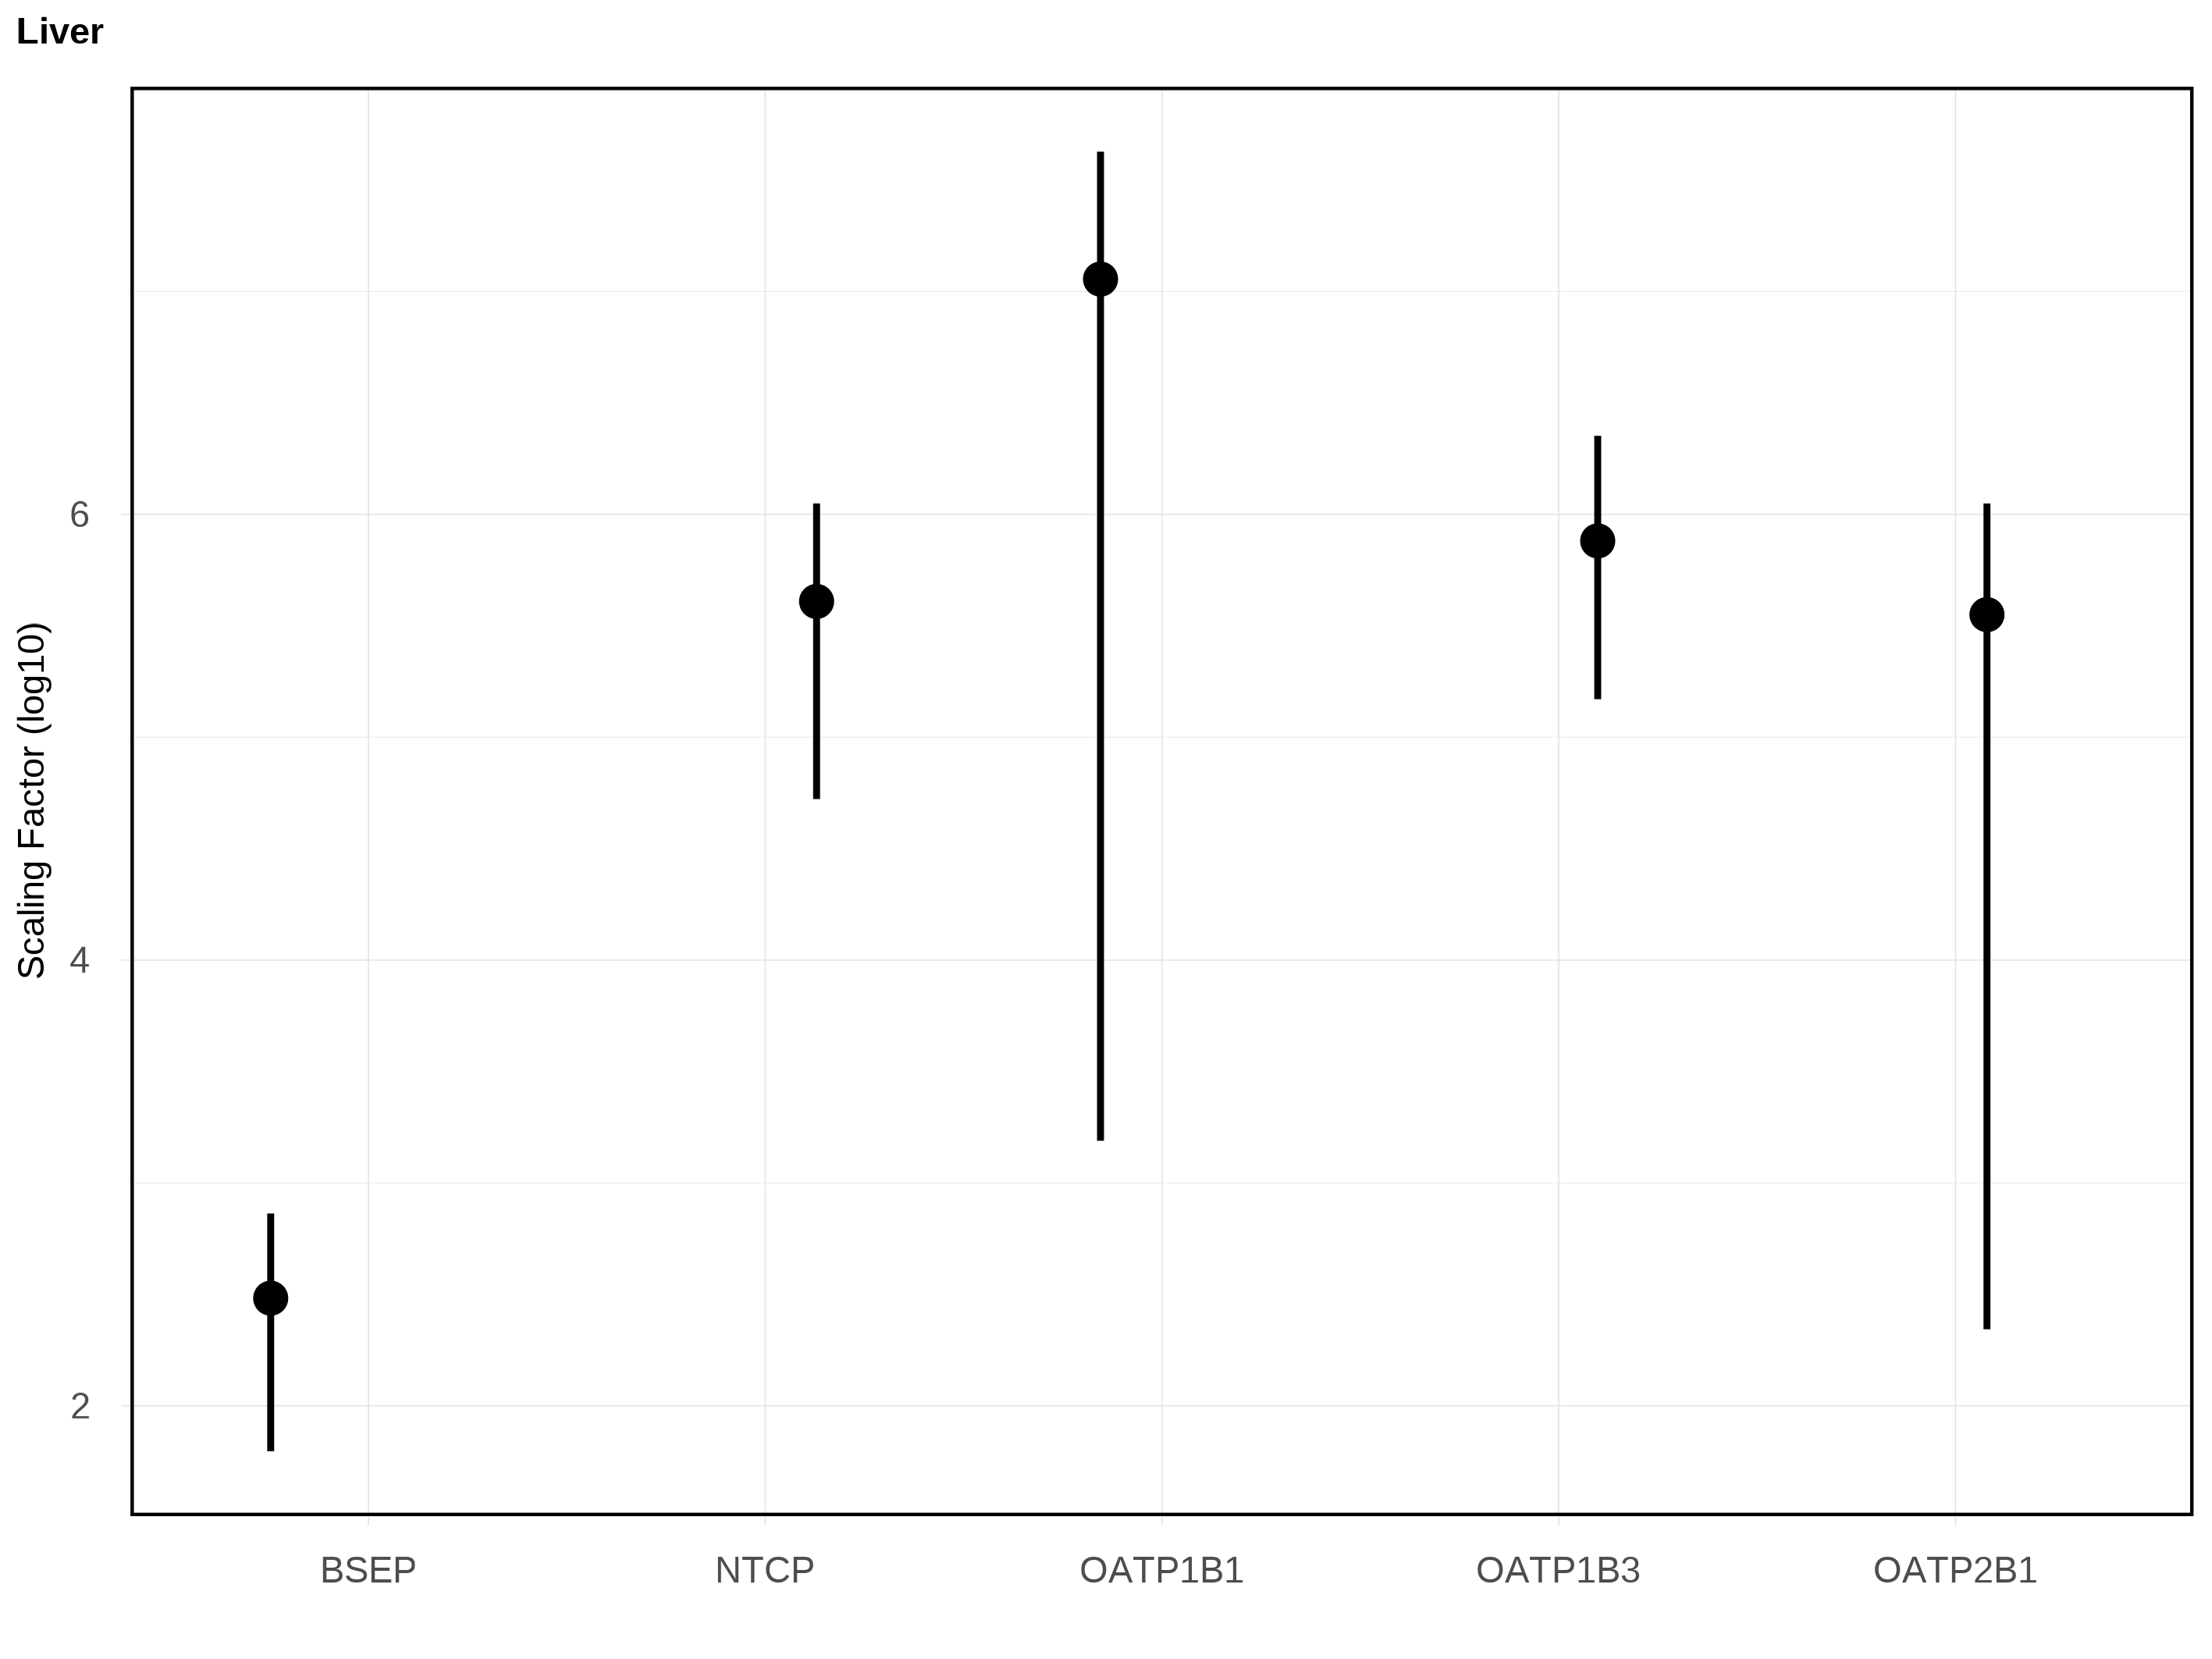 Liver
Scaling Factor (log10)
6
4
2
BSEP NTCP OATP1B1 OATP1B3 OATP2B1